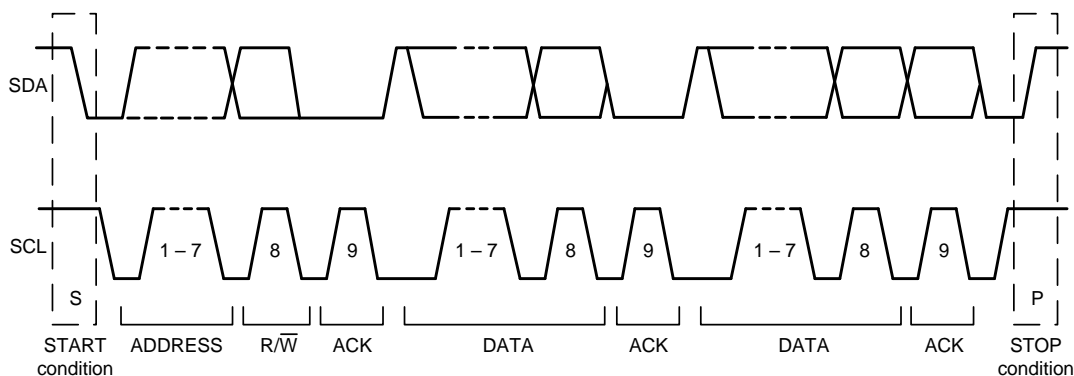 SDA
SCL
1 – 7
8
9
1 – 7
8
9
1 – 7
8
9
S
P
START
condition
ADDRESS
R/W̅
ACK
DATA
ACK
DATA
ACK
STOP
condition